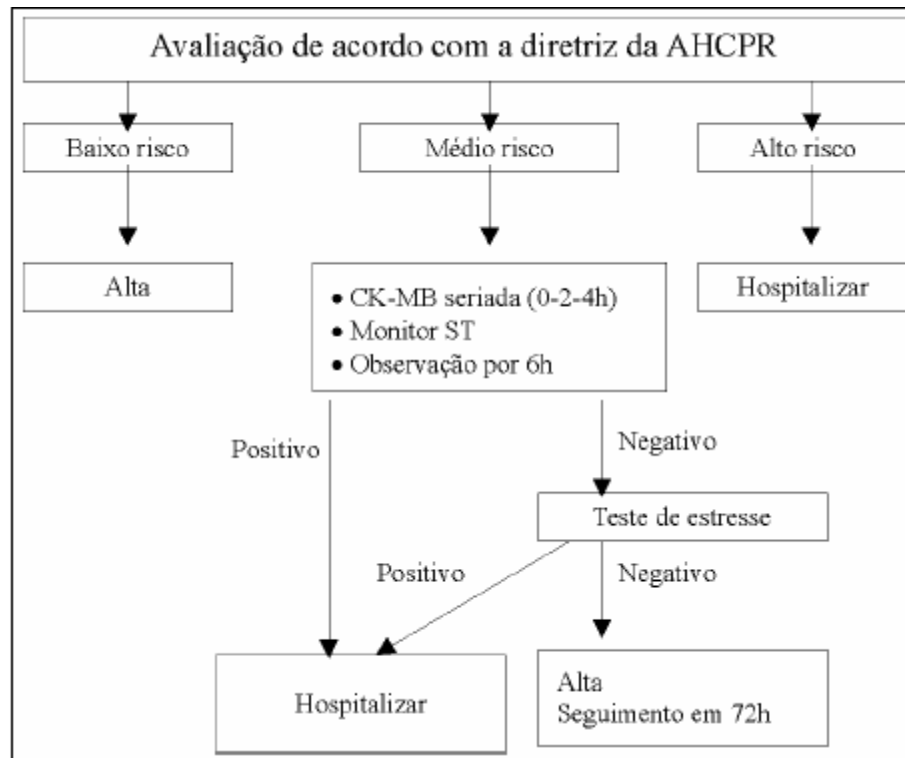 Avaliação de acordo com a diretriz da AHCPR
Baixo risco
Médio risco
Alto risco
Alta
• CK-MB seriada (0-2-4h)
• Monitor ST
• Observação por 6h
Hospitalizar
Positivo
Negativo
Teste de estresse
Positivo
Negativo
Hospitalizar
Alta
Seguimento em 72h